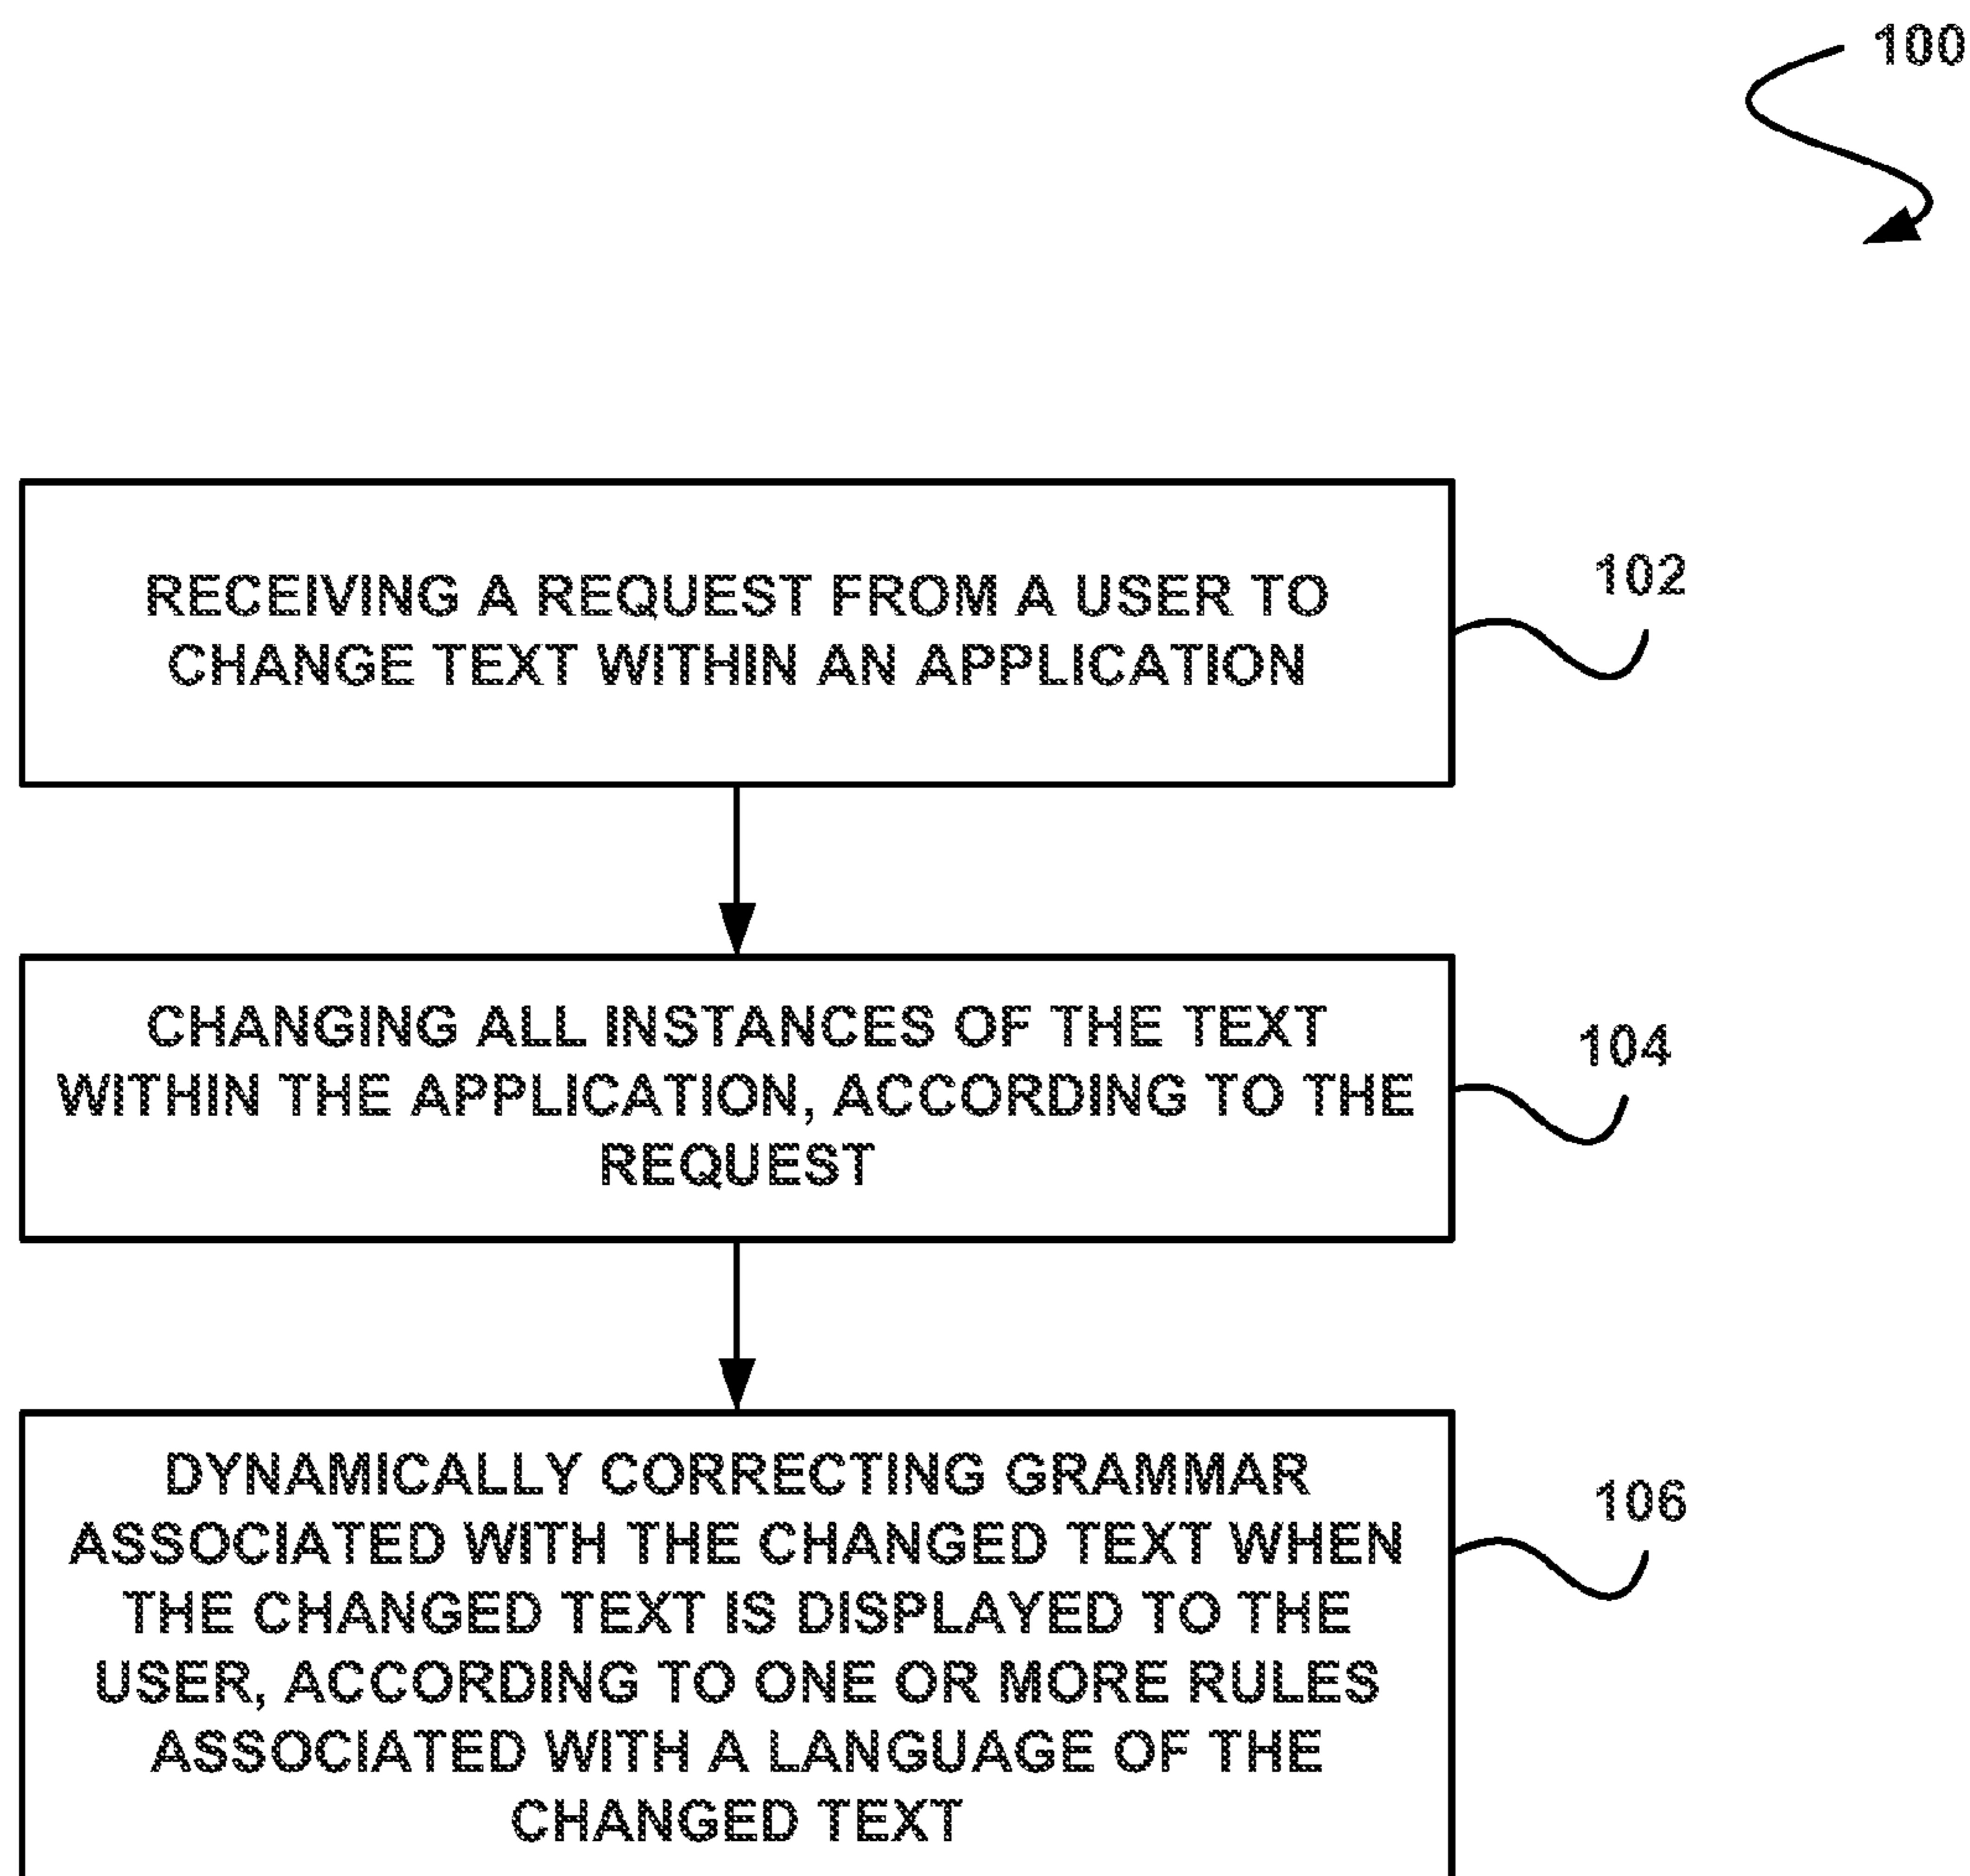 100
RECEIVING A REQUEST FROM A USER TO
CHANGE TEXT WITHIN AN APPLICATION
102
CHANGING ALL INSTANCES OF THE TEXT
WITHIN THE APPLICATION, ACCORDING TO THE
REQUEST
104
DYNAMICALLY CORRECTING GRAMMAR
ASSOCIATED WITH THE CHANGED TEXT WHEN
THE CHANGED TEXT IS DISPLAYED TO THE
USER, ACCORDING TO ONE OR MORE RULES
ASSOCIATED WITH A LANGUAGE OF THE
CHANGED TEXT
106